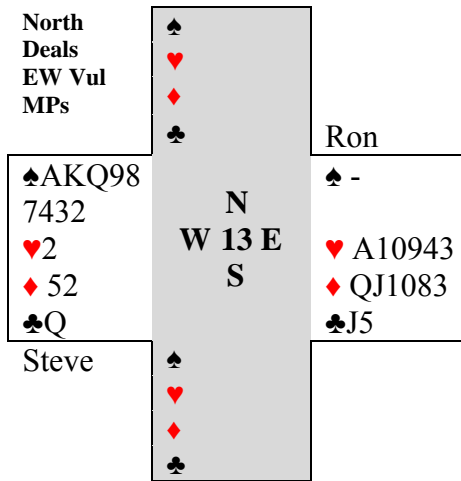 North
Deals
EW Vul
MPs
♠
♥
♦
♣
Ron
♠AKQ98
7432
♥2
♦ 52
♣Q
Steve
N
W 13 E
S
♠ -
♥ A10943
♦ QJ1083
♣J5
♠
♥
♦
♣